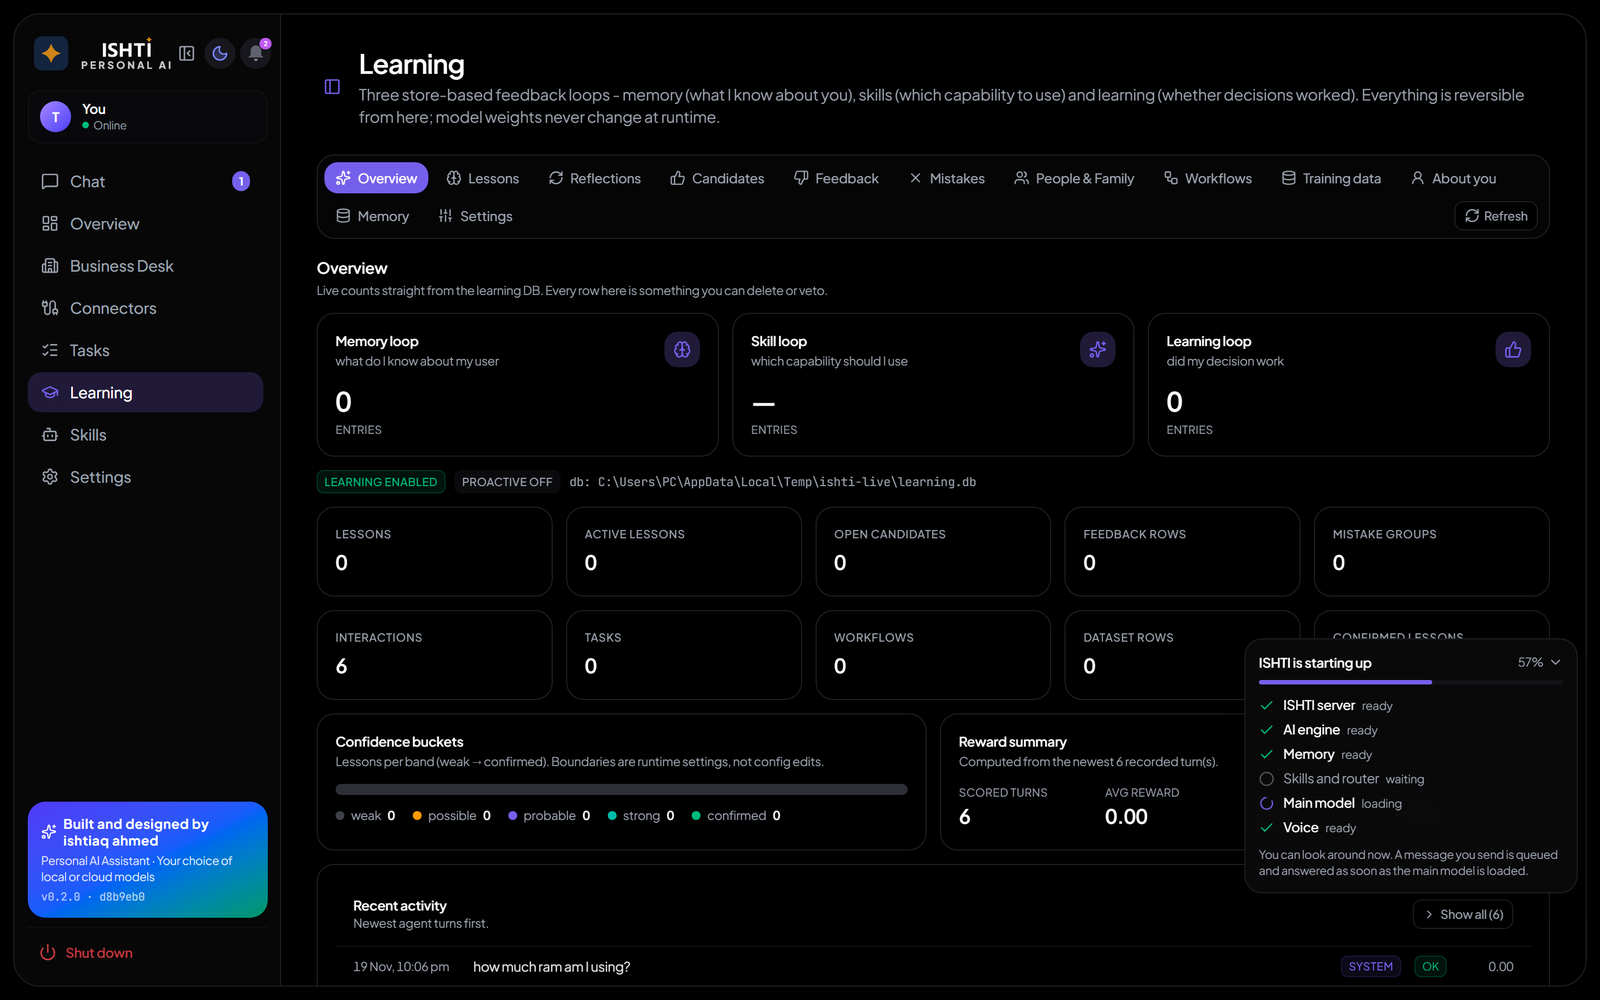 ISHTI
PERSONAL AI
2
T
You
Online
Chat
1
Overview
Business Desk
Connectors
Tasks
Learning
Skills
Settings
Built and designed by
ishtiaq ahmed
Personal AI Assistant · Your choice of
local or cloud models
v0.2.0 · d8b9eb0
Shut down
Learning
Three store-based feedback loops - memory (what I know about you), skills (which capability to use) and learning (whether decisions worked). Everything is reversible
from here; model weights never change at runtime.
Overview
Lessons
Reflections
Candidates
Feedback
Mistakes
People & Family
Workflows
Training data
About you
Memory
Settings
Refresh
Overview
Live counts straight from the learning DB. Every row here is something you can delete or veto.
Memory loop
what do I know about my user
0
ENTRIES
Skill loop
which capability should I use
—
ENTRIES
Learning loop
did my decision work
0
ENTRIES
LEARNING ENABLED
PROACTIVE OFF
db: C:\Users\PC\AppData\Local\Temp\ishti-live\learning.db
LESSONS
0
ACTIVE LESSONS
0
OPEN CANDIDATES
0
FEEDBACK ROWS
0
MISTAKE GROUPS
0
INTERACTIONS
6
TASKS
0
WORKFLOWS
0
DATASET ROWS
0
CONFIRMED LESSONS
Confidence buckets
Lessons per band (weak → confirmed). Boundaries are runtime settings, not config edits.
weak 0
possible 0
probable 0
strong 0
confirmed 0
Reward summary
Computed from the newest 6 recorded turn(s).
SCORED TURNS
6
AVG REWARD
0.00
Recent activity
Newest agent turns first.
Show all (6)
19 Nov, 10:06 pm
how much ram am I using?
SYSTEM
OK
0.00
ISHTI is starting up
57%
ISHTI server ready
AI engine ready
Memory ready
Skills and router waiting
Main model loading
Voice ready
You can look around now. A message you send is queued
and answered as soon as the main model is loaded.